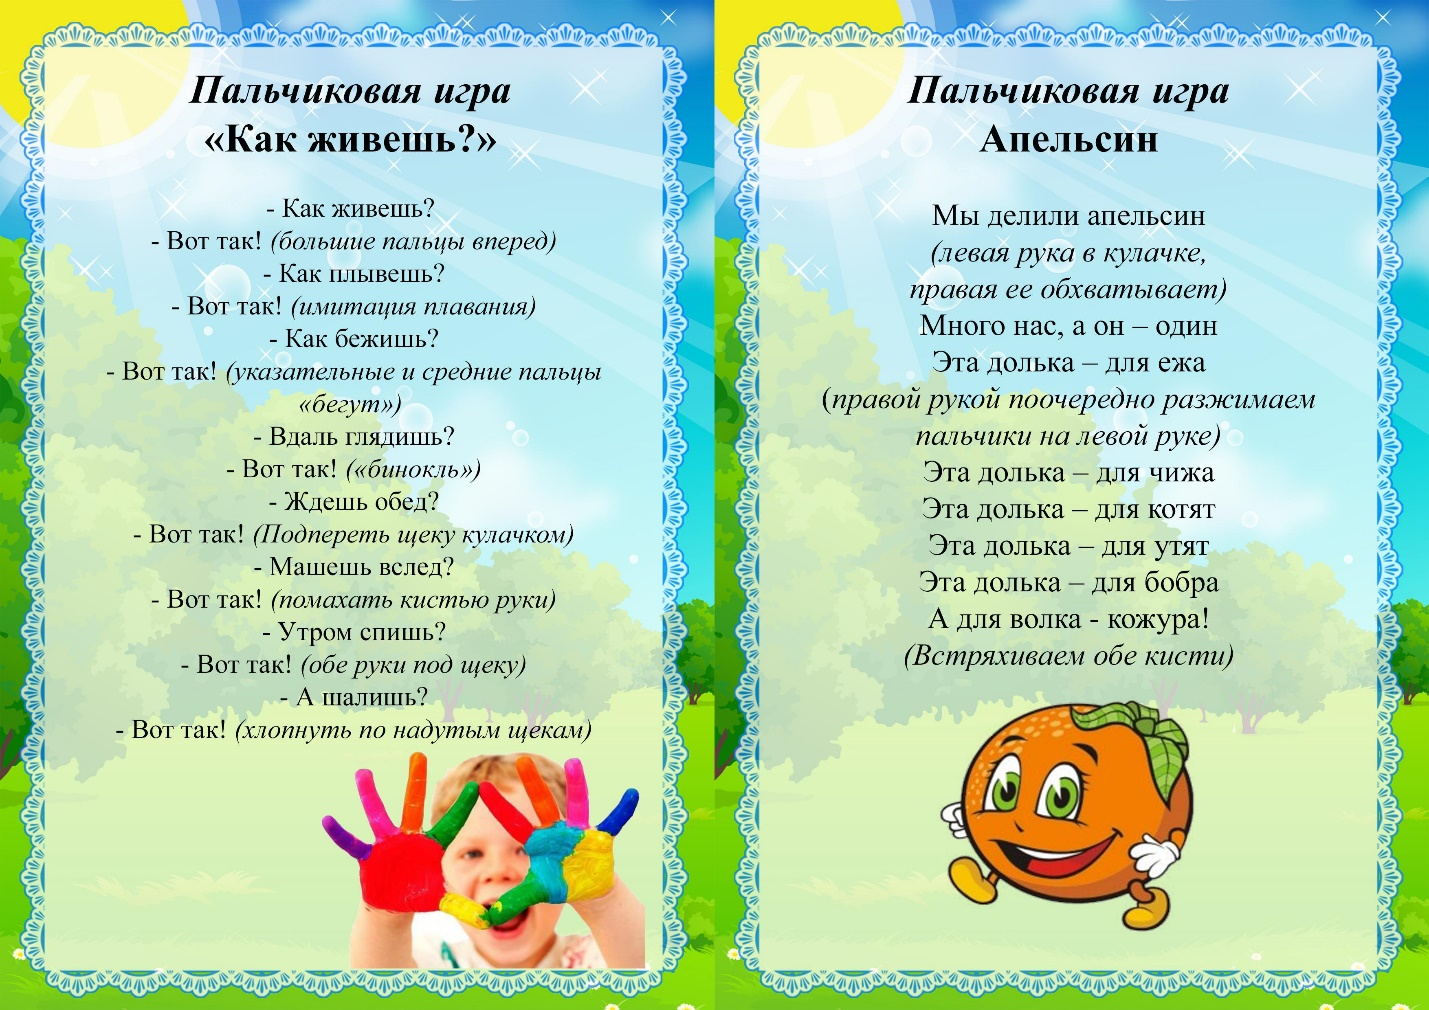 Пальчиковая игра
«Как живешь?»
- Как живешь?
- Вот так! (большие пальцы вперед)
- Как плывешь?
- Вот так! (имитация плавания)
- Как бежишь?
- Вот так! (указательные и средние пальцы
«бегут»)
- Вдаль глядишь?
- Вот так! («бинокль»)
- Ждешь обед?
- Вот так! (Подпереть щеку кулачком)
- Машешь вслед?
- Вот так! (помахать кистью руки)
- Утром спишь?
- Вот так! (обе руки под щеку)
- А шалишь?
- Вот так! (хлопнуть по надутым щекам)
Пальчиковая игра
Апельсин
Мы делили апельсин
(левая рука в кулачке,
правая ее обхватывает)
Много нас, а он – один
Эта долька – для ежа
(правой рукой поочередно разжимаем
пальчики на левой руке)
Эта долька – для чижа
Эта долька – для котят
Эта долька – для утят
Эта долька – для бобра
А для волка - кожура!
(Встряхиваем обе кисти)